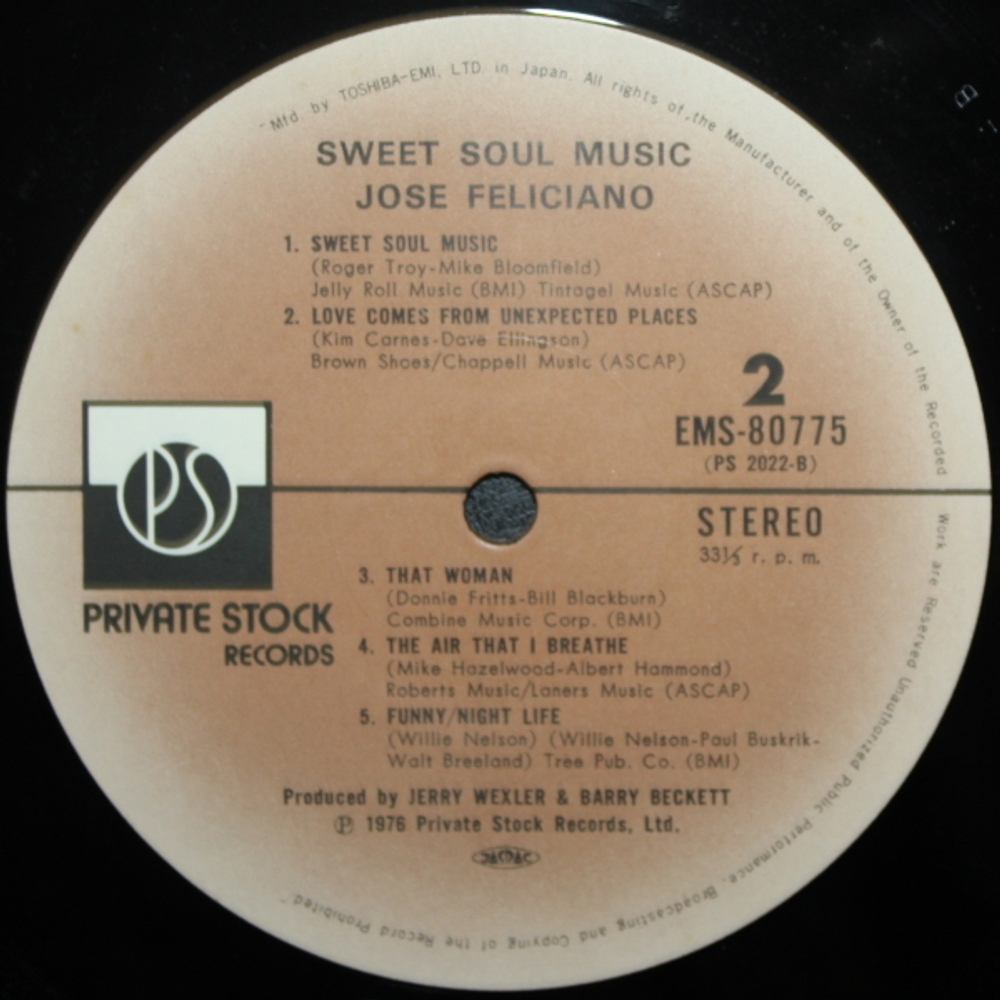 "Mfd. by TOSHIBA-EMI, LTD. in Japan. All rights of the Manufacturer and of the Owner of the Recorded Work are Reserved Unauthorized Public Performance. Broadcasting and Copying of the Record Prohibited"
SWEET SOUL MUSIC
JOSE FELICIANO
1. SWEET SOUL MUSIC
(Roger Troy-Mike Bloomfield)
Jelly Roll Music (BMI) Tintagel Music (ASCAP)
2. LOVE COMES FROM UNEXPECTED PLACES
(Kim Carnes-Dave Ellingson)
Brown Shoes/Chappell Music (ASCAP)
2
EMS-80775
(PS 2022-B)
PS
STEREO
33⅓ r. p. m.
PRIVATE STOCK
RECORDS
3. THAT WOMAN
(Donnie Fritts-Bill Blackburn)
Combine Music Corp. (BMI)
4. THE AIR THAT I BREATHE
(Mike Hazelwood-Albert Hammond)
Roberts Music/Laners Music (ASCAP)
5. FUNNY/NIGHT LIFE
(Willie Nelson) (Willie Nelson-Paul Buskrik-
Walt Breeland) Tree Pub. Co. (BMI)
Produced by JERRY WEXLER & BARRY BECKETT
Ⓟ 1976 Private Stock Records, Ltd.